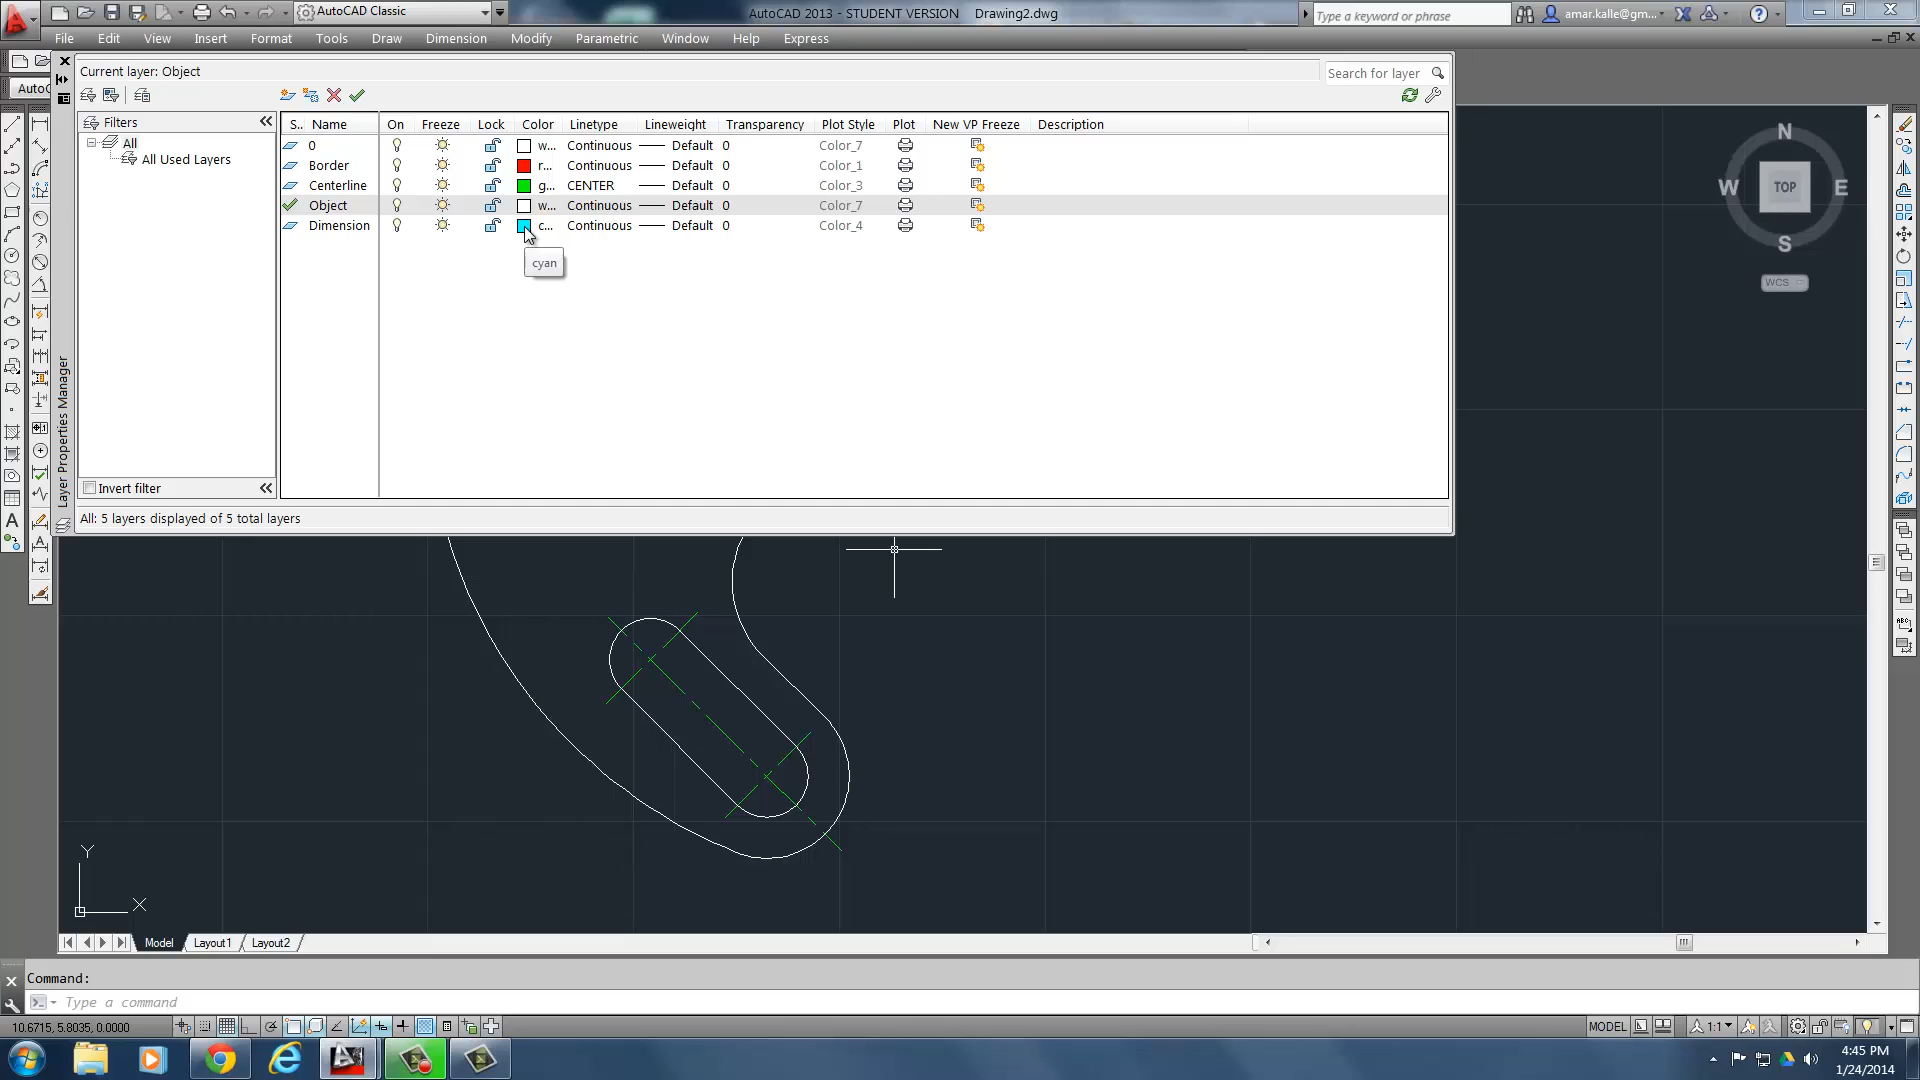 AutoCAD Classic
AutoCAD 2013 - STUDENT VERSION Drawing2.dwg
Type a keyword or phrase
amar.kalle@gm...
File Edit View Insert Format Tools Draw Dimension Modify Parametric Window Help Express
AutoC
Current layer: Object
Search for layer
Filters
All
All Used Layers
Invert filter
S.. Name On Freeze Lock Color Linetype Lineweight Transparency Plot Style Plot New VP Freeze Description
0 w... Continuous Default 0 Color_7
Border r... Continuous Default 0 Color_1
Centerline g... CENTER Default 0 Color_3
Object w... Continuous Default 0 Color_7
Dimension c... Continuous Default 0 Color_4
cyan
Layer Properties Manager
All: 5 layers displayed of 5 total layers
N
W TOP E
S
WCS
ABC
A
A
Y
X
Model Layout1 Layout2
Command:
Type a command
10.6715, 5.8035, 0.0000
MODEL
1:1
4:45 PM
1/24/2014